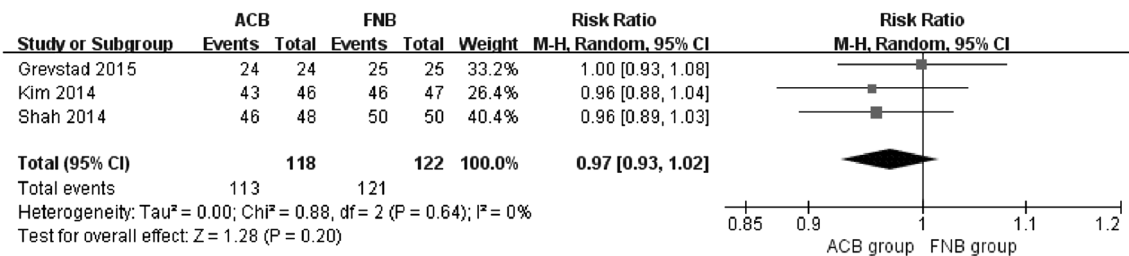 ACB FNB Risk Ratio Risk Ratio
Study or Subgroup Events Total Events Total Weight M-H, Random, 95% CI M-H, Random, 95% CI
Grevstad 2015 24 24 25 25 33.2% 1.00 [0.93, 1.08]
Kim 2014 43 46 46 47 26.4% 0.96 [0.88, 1.04]
Shah 2014 46 48 50 50 40.4% 0.96 [0.89, 1.03]
Total (95% CI) 118 122 100.0% 0.97 [0.93, 1.02]
Total events 113 121
Heterogeneity: Tau² = 0.00; Chi² = 0.88, df = 2 (P = 0.64); I² = 0%
Test for overall effect: Z = 1.28 (P = 0.20)
0.85 0.9 1 1.1 1.2
ACB group FNB group